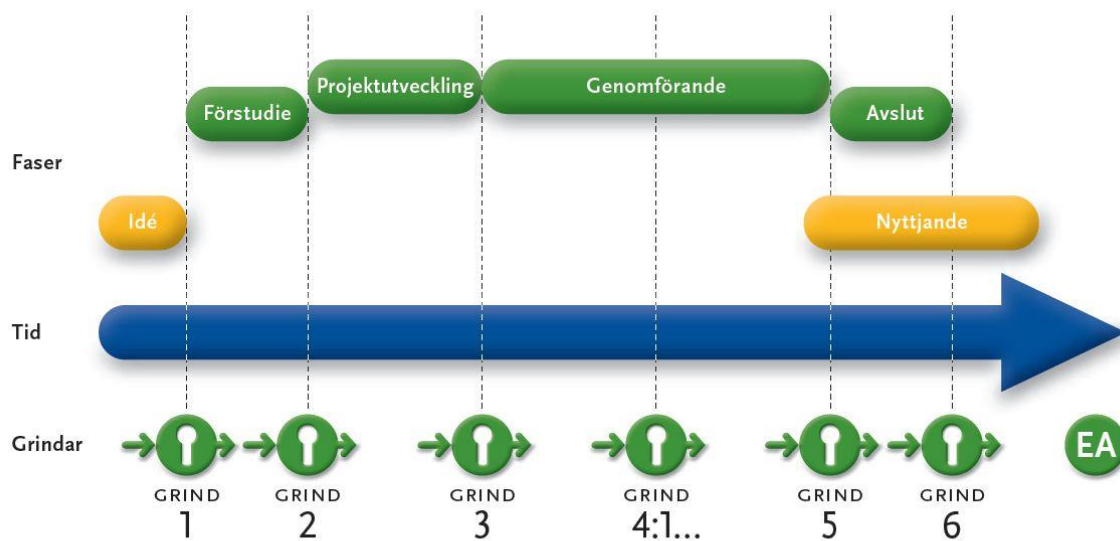 Projektutveckling
Genomförande
Förstudie
Avslut
Faser
Idé
Nyttjande
Tid
Grindar
EA
GRIND
1
GRIND
2
GRIND
3
GRIND
4:1...
GRIND
5
GRIND
6